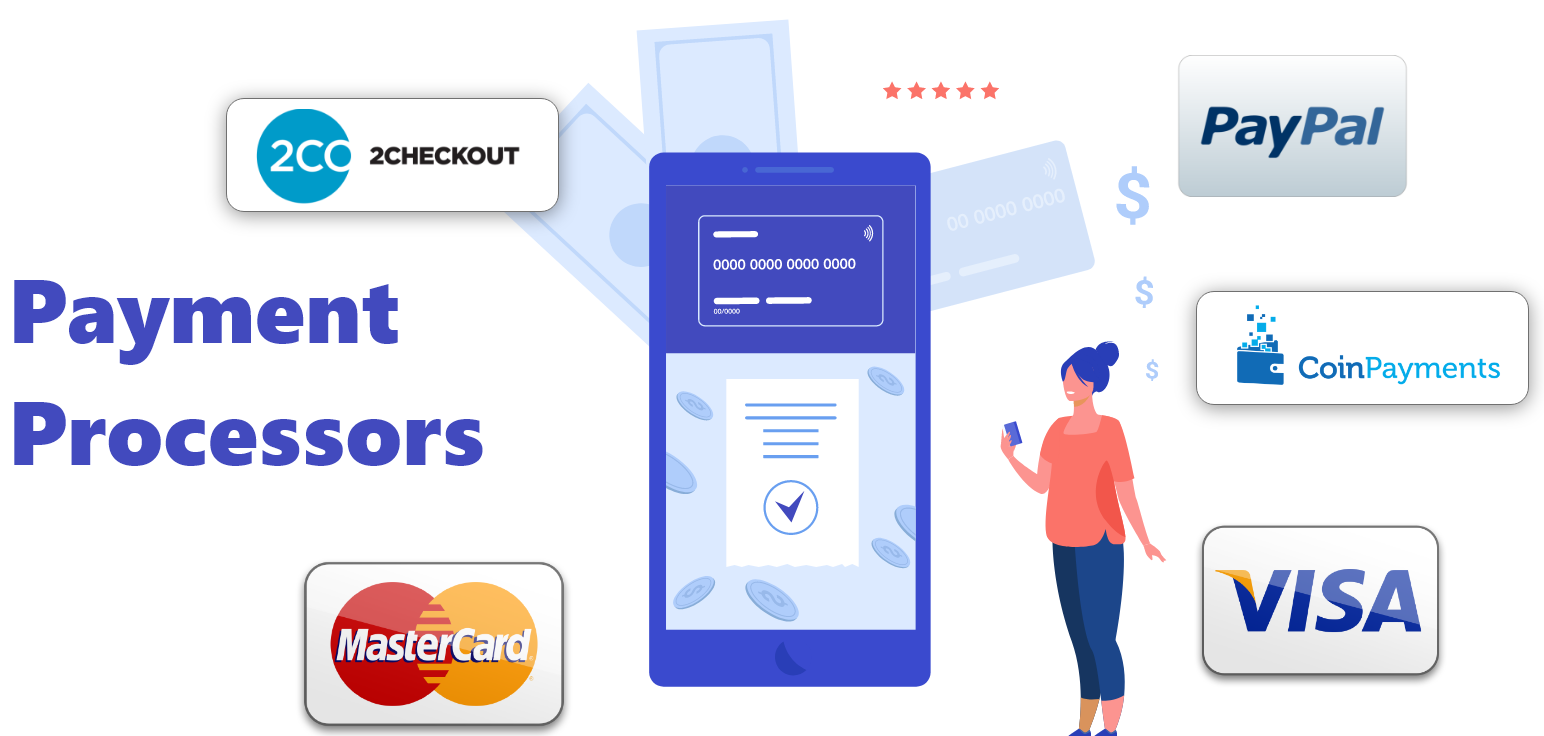 2CO 2CHECKOUT
PayPal
00 0000 0000
0000 0000 0000 0000
00/0000
$
$
$
Payment
Processors
CoinPayments
MasterCard
VISA